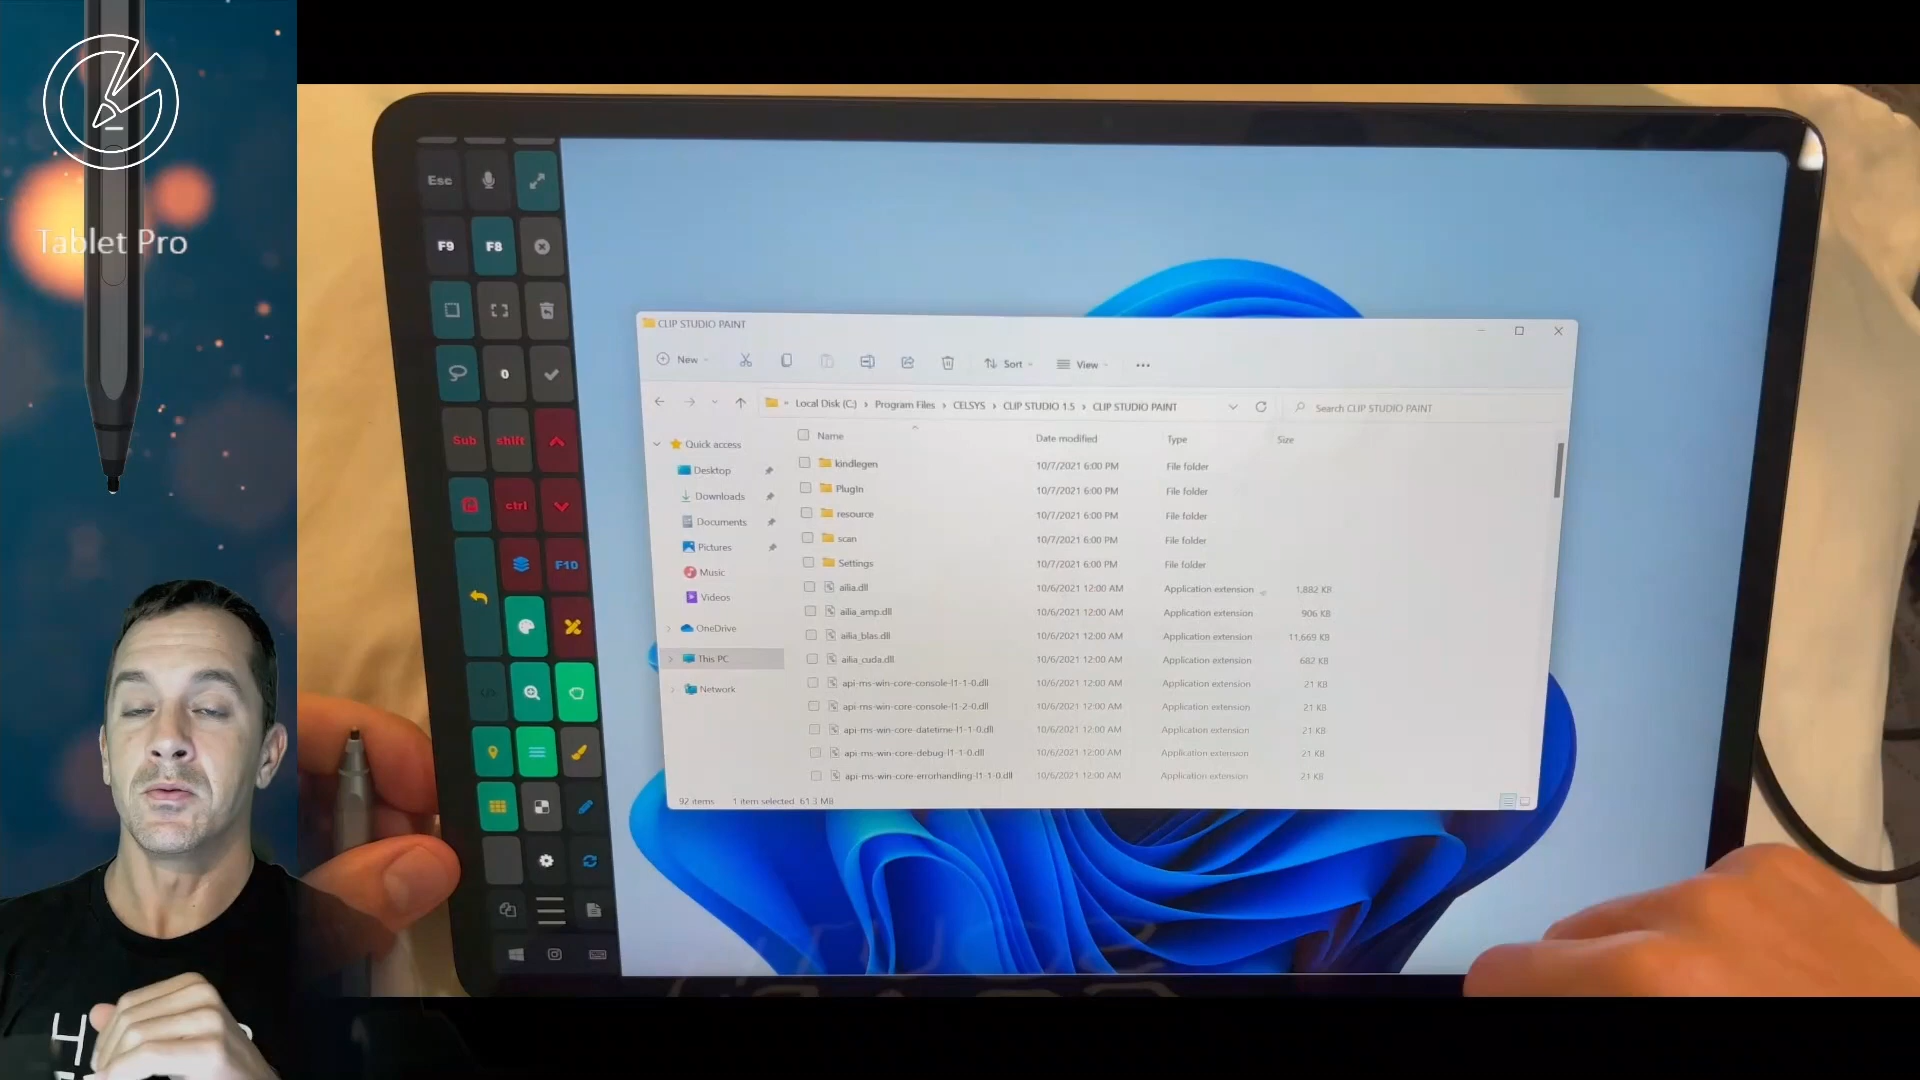 Tablet Pro
Esc
F9 F8
0
Sub shift
ctrl
F10
CLIP STUDIO PAINT
New Sort View
Local Disk (C:) › Program Files › CELSYS › CLIP STUDIO 1.5 › CLIP STUDIO PAINT
Search CLIP STUDIO PAINT
Quick access
Desktop
Downloads
Documents
Pictures
Music
Videos
OneDrive
This PC
Network
Name Date modified Type Size
kindlegen 10/7/2021 6:00 PM File folder
PlugIn 10/7/2021 6:00 PM File folder
resource 10/7/2021 6:00 PM File folder
scan 10/7/2021 6:00 PM File folder
Settings 10/7/2021 6:00 PM File folder
ailia.dll 10/6/2021 12:00 AM Application extension 1,882 KB
ailia_amp.dll 10/6/2021 12:00 AM Application extension 906 KB
ailia_blas.dll 10/6/2021 12:00 AM Application extension 11,669 KB
ailia_cuda.dll 10/6/2021 12:00 AM Application extension 682 KB
api-ms-win-core-console-l1-1-0.dll 10/6/2021 12:00 AM Application extension 21 KB
api-ms-win-core-console-l1-2-0.dll 10/6/2021 12:00 AM Application extension 21 KB
api-ms-win-core-datetime-l1-1-0.dll 10/6/2021 12:00 AM Application extension 21 KB
api-ms-win-core-debug-l1-1-0.dll 10/6/2021 12:00 AM Application extension 21 KB
api-ms-win-core-errorhandling-l1-1-0.dll 10/6/2021 12:00 AM Application extension 21 KB
92 items 1 item selected 61.3 MB